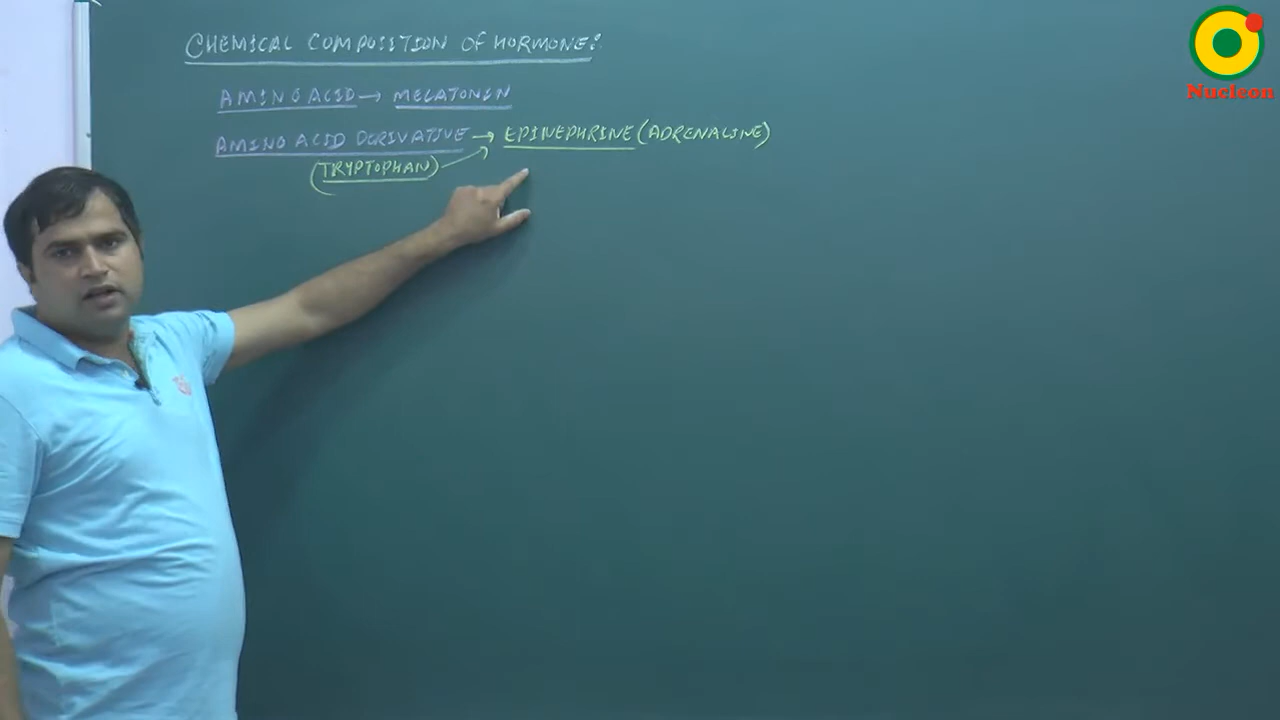 CHEMICAL COMPOSITION OF HORMONE:
AMINO ACID → MELATONIN
AMINO ACID DERIVATIVE → EPINEPHRINE (ADRENALINE)
(TRYPTOPHAN)
Nucleon